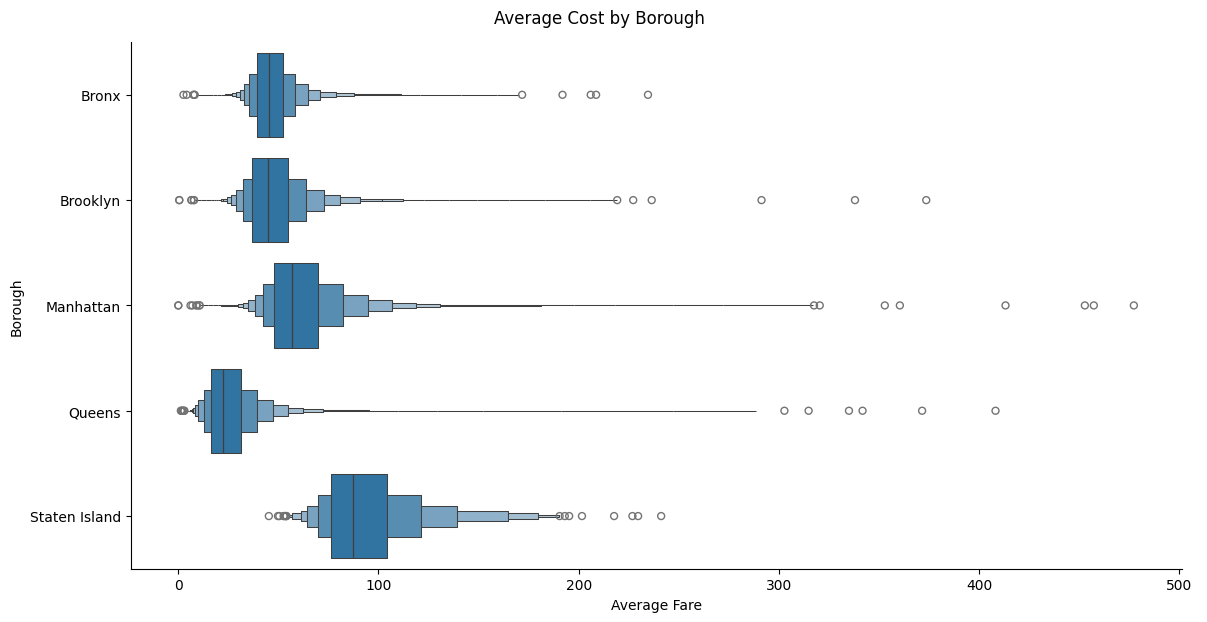 Average Cost by Borough
Borough
Bronx
Brooklyn
Manhattan
Queens
Staten Island
0 100 200 300 400 500
Average Fare